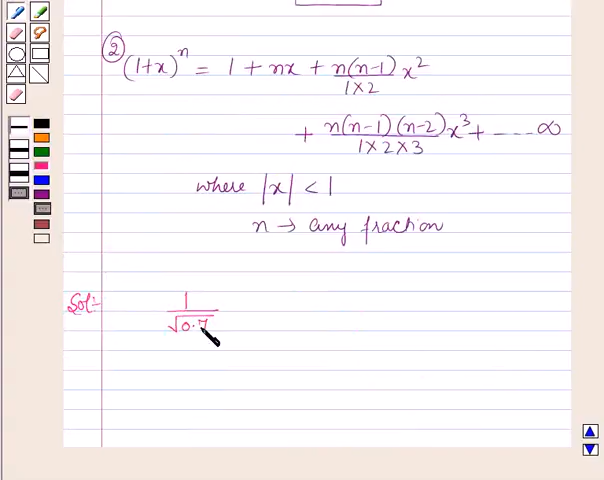 ② (1+x)^n = 1 + nx + n(n-1)/1×2 x^2
+ n(n-1)(n-2)/1×2×3 x^3 + ----- ∞
where |x| < 1
n → any fraction
Sol:- 1/√0.7